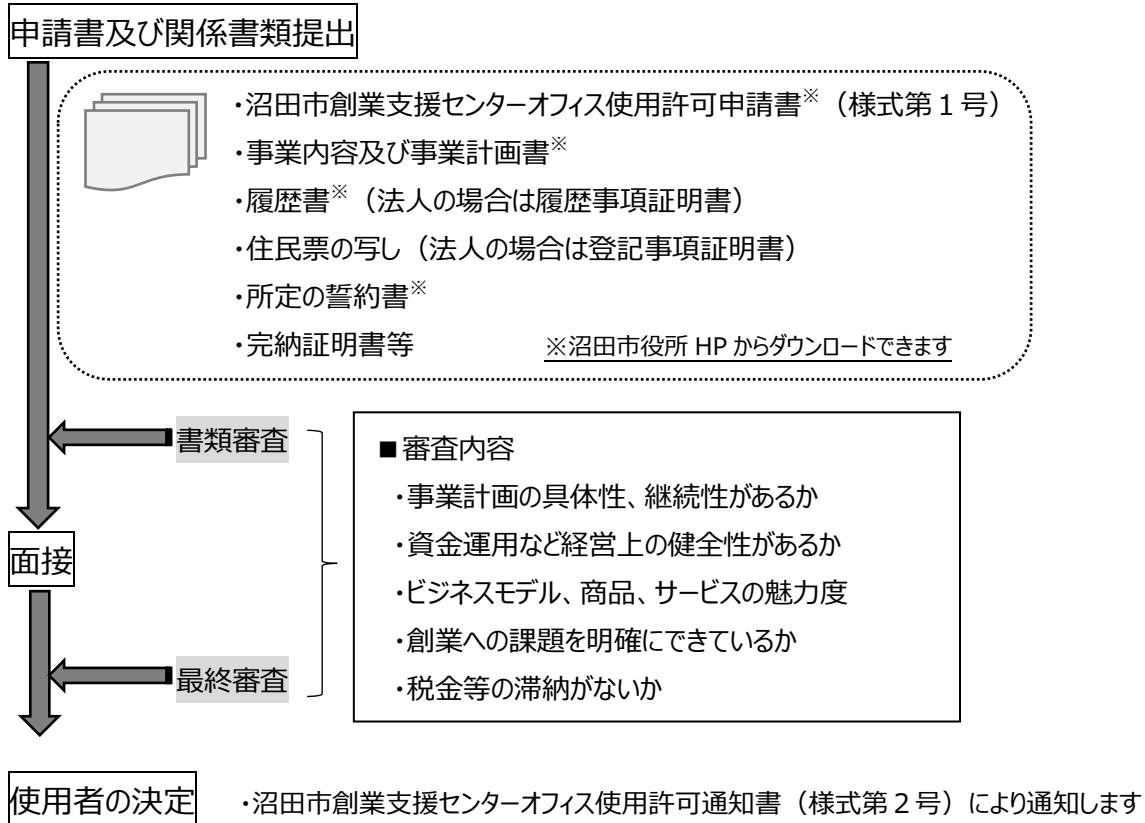 申請書及び関係書類提出
・沼田市創業支援センターオフィス使用許可申請書※（様式第１号）
・事業内容及び事業計画書※
・履歴書※（法人の場合は履歴事項証明書）
・住民票の写し（法人の場合は登記事項証明書）
・所定の誓約書※
・完納証明書等　※沼田市役所 HP からダウンロードできます
書類審査
■審査内容
・事業計画の具体性、継続性があるか
・資金運用など経営上の健全性があるか
面接
・ビジネスモデル、商品、サービスの魅力度
・創業への課題を明確にできているか
最終審査
・税金等の滞納がないか
使用者の決定　・沼田市創業支援センターオフィス使用許可通知書（様式第２号）により通知します